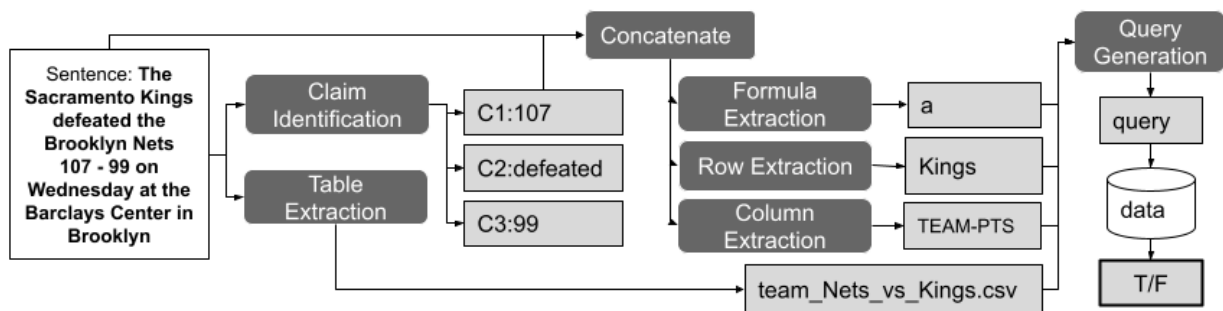 Sentence: The
Sacramento Kings
defeated the
Brooklyn Nets
107 - 99 on
Wednesday at the
Barclays Center in
Brooklyn
Claim
Identification
Table
Extraction
C1:107
C2:defeated
C3:99
Concatenate
Formula
Extraction
Row Extraction
Column
Extraction
a
Kings
TEAM-PTS
team_Nets_vs_Kings.csv
Query
Generation
query
data
T/F